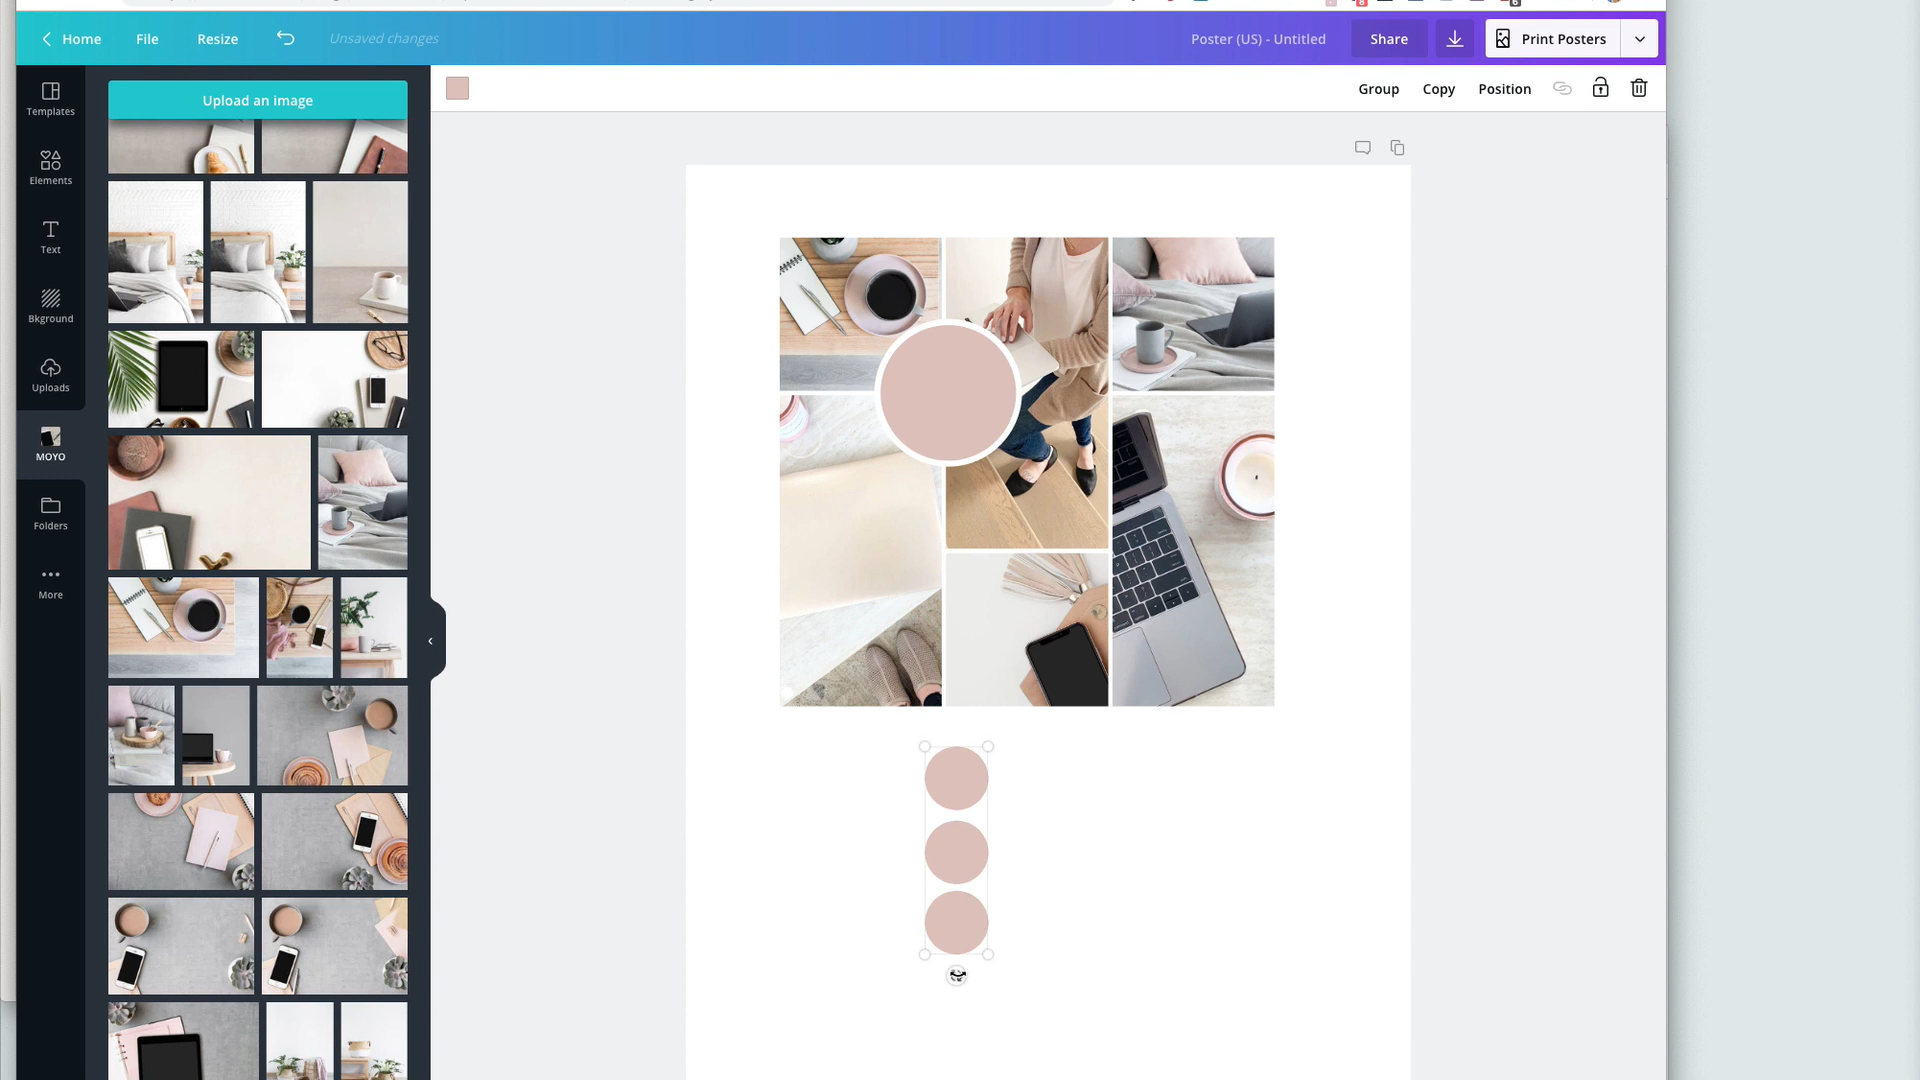 Home File Resize Unsaved changes Poster (US) - Untitled Share Print Posters
Templates
Elements
Text
Bkground
Uploads
MOYO
Folders
More
Upload an image
Group Copy Position